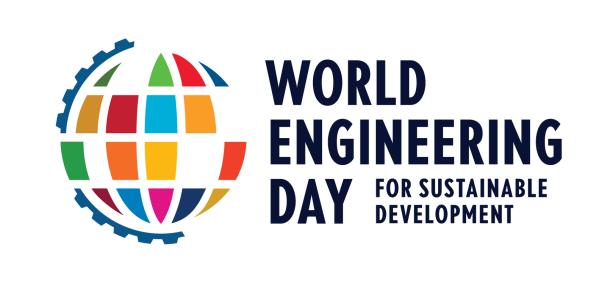 WORLD
ENGINEERING
DAY FOR SUSTAINABLE
DEVELOPMENT